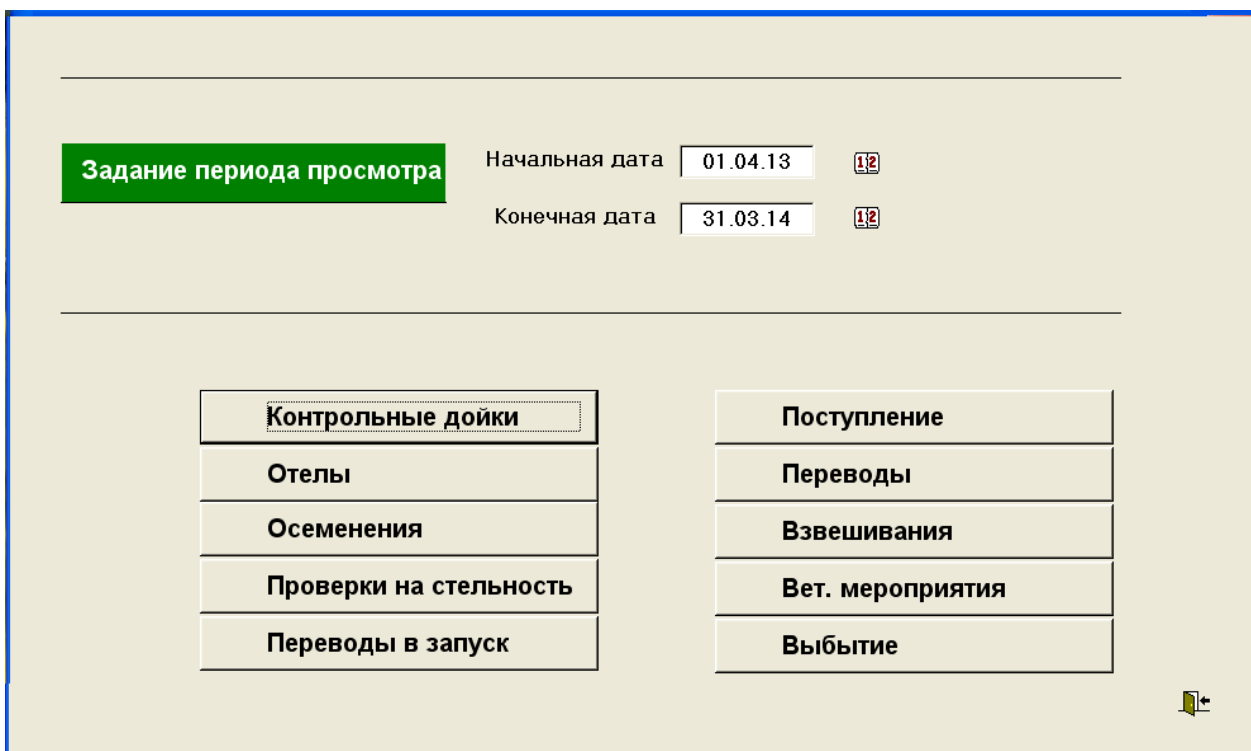 Задание периода просмотра
Начальная дата 01.04.13
Конечная дата 31.03.14
Контрольные дойки
Отелы
Осеменения
Проверки на стельность
Переводы в запуск
Поступление
Переводы
Взвешивания
Вет. мероприятия
Выбытие